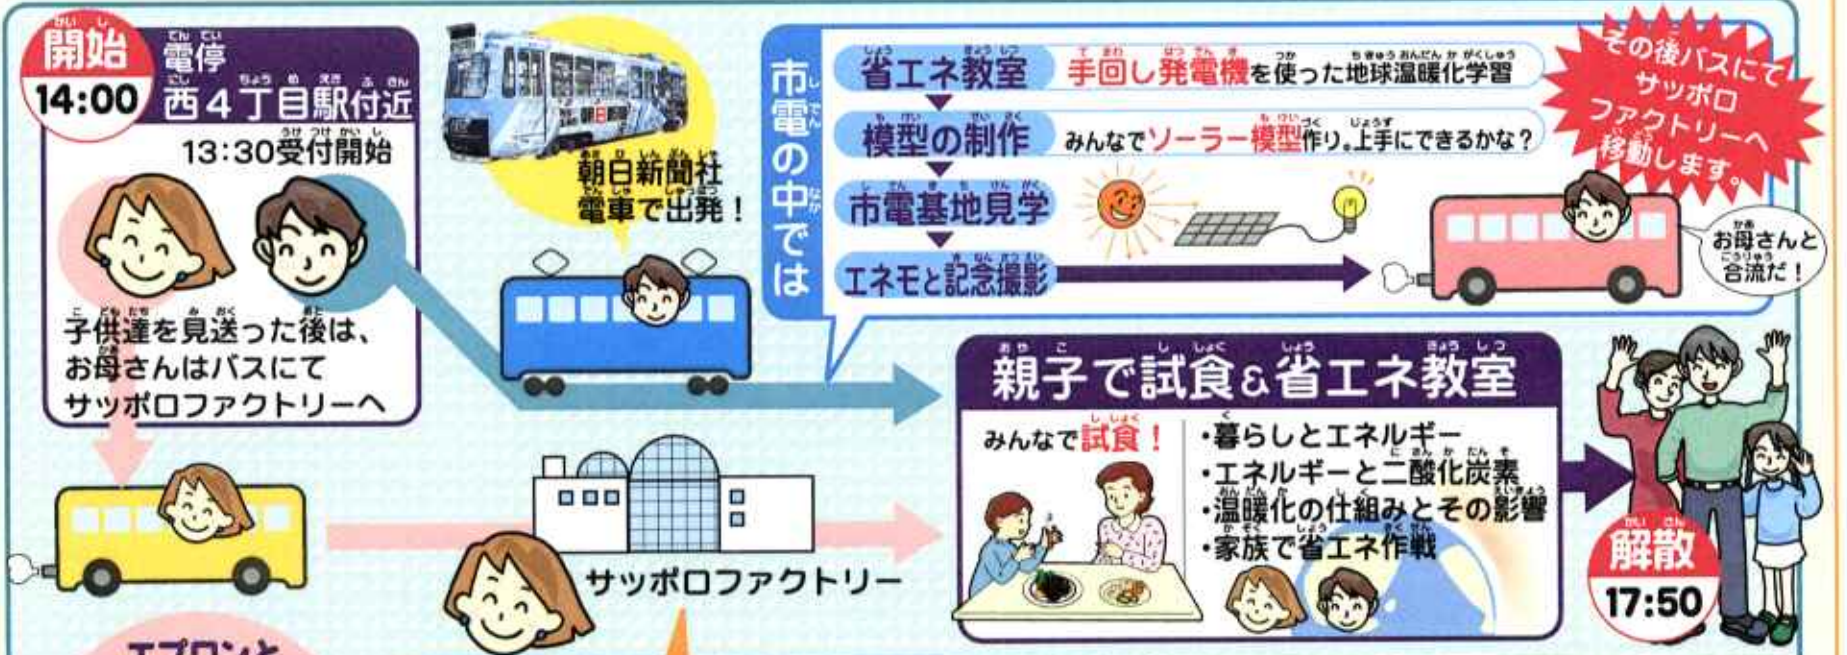 開始
14:00
電停
西4丁目駅付近
13:30受付開始
子供達を見送った後は、
お母さんはバスにて
サッポロファクトリーへ
朝日新聞社
電車で出発!
市電の中では
省エネ教室
手回し発電機を使った地球温暖化学習
模型の制作
みんなでソーラー模型作り。上手にできるかな?
市電基地見学
エネモと記念撮影
その後バスにて
サッポロ
ファクトリーへ
移動します。
お母さんと
合流だ!
親子で試食&省エネ教室
みんなで試食!
・暮らしとエネルギー
・エネルギーと二酸化炭素
・温暖化の仕組みとその影響
・家族で省エネ作戦
解散
17:50
サッポロファクトリー
エプロンと